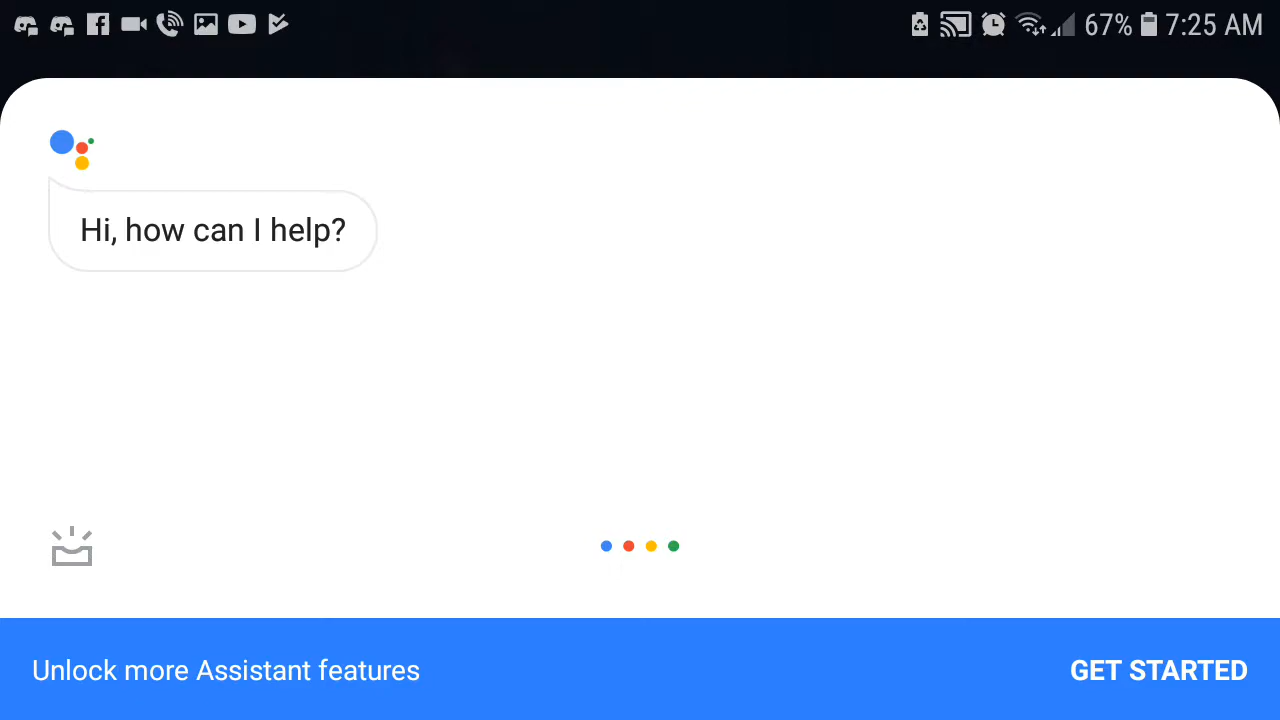 67% 7:25 AM
Hi, how can I help?
Unlock more Assistant features
GET STARTED